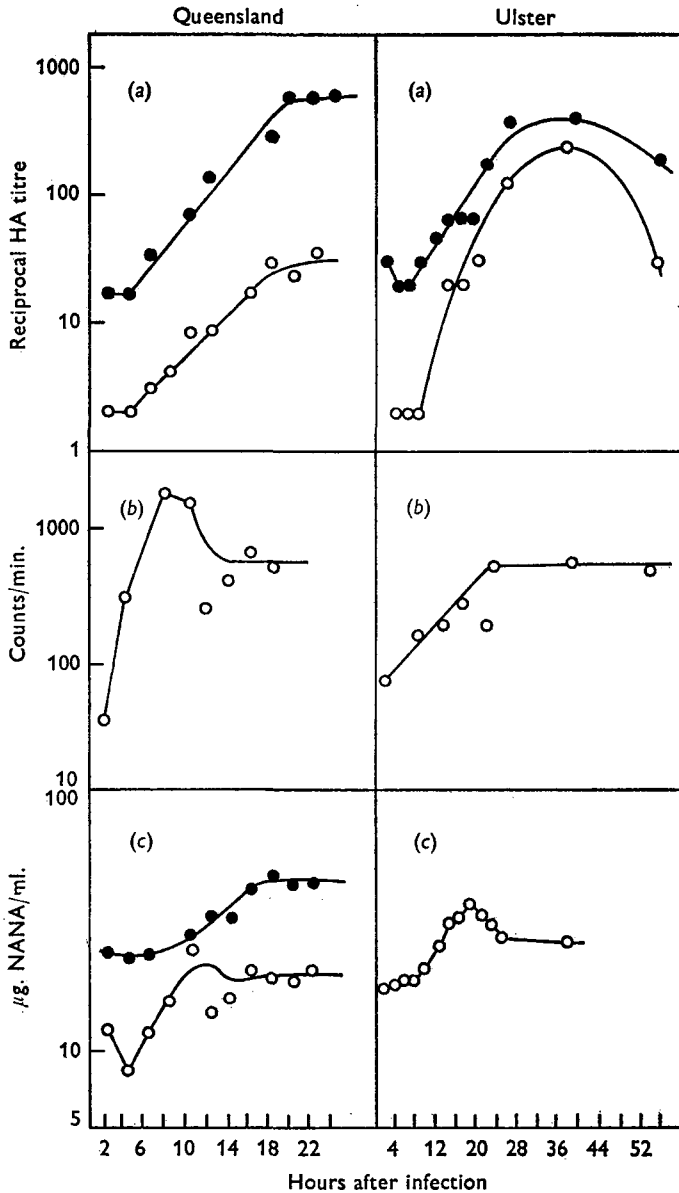 Queensland Ulster
(a) (a)
1000
100
10
1
Reciprocal HA titre
(b) (b)
1000
100
10
Counts/min.
100
(c) (c)
10
5
μg. NANA/ml.
2 6 10 14 18 22 4 12 20 28 36 44 52
Hours after infection